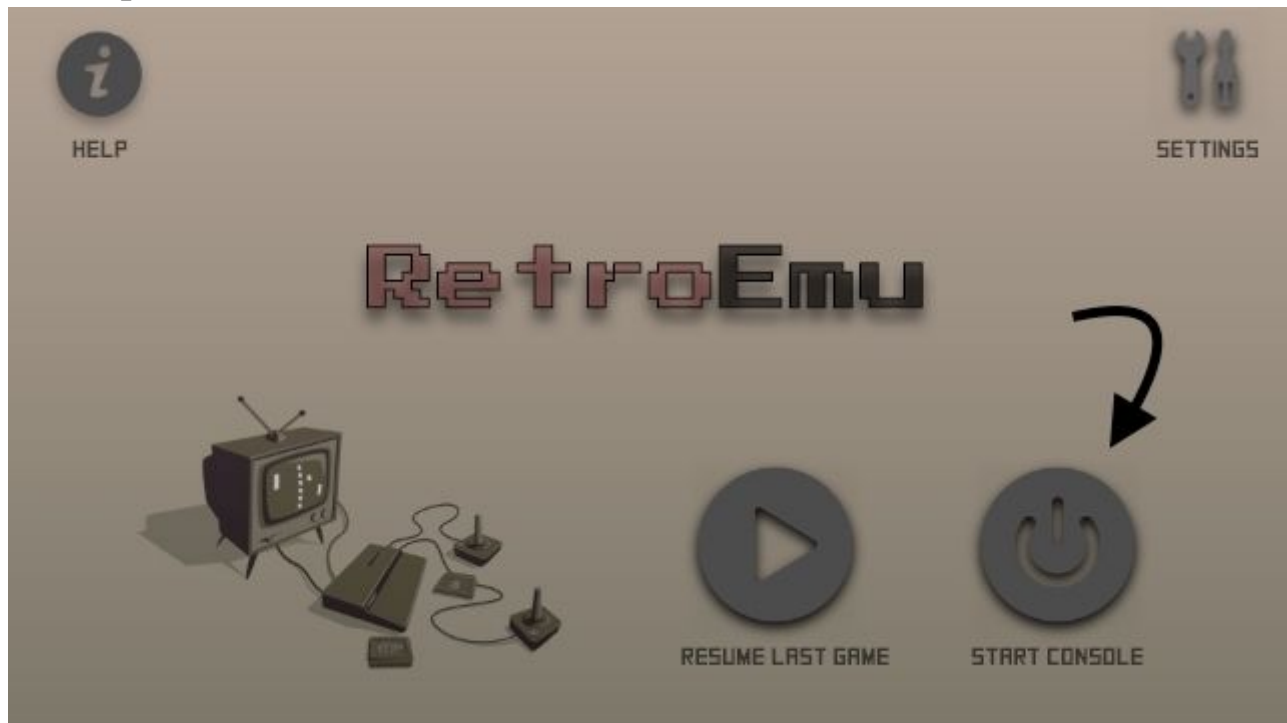 HELP
SETTINGS
RetroEmu
RESUME LAST GAME
START CONSOLE